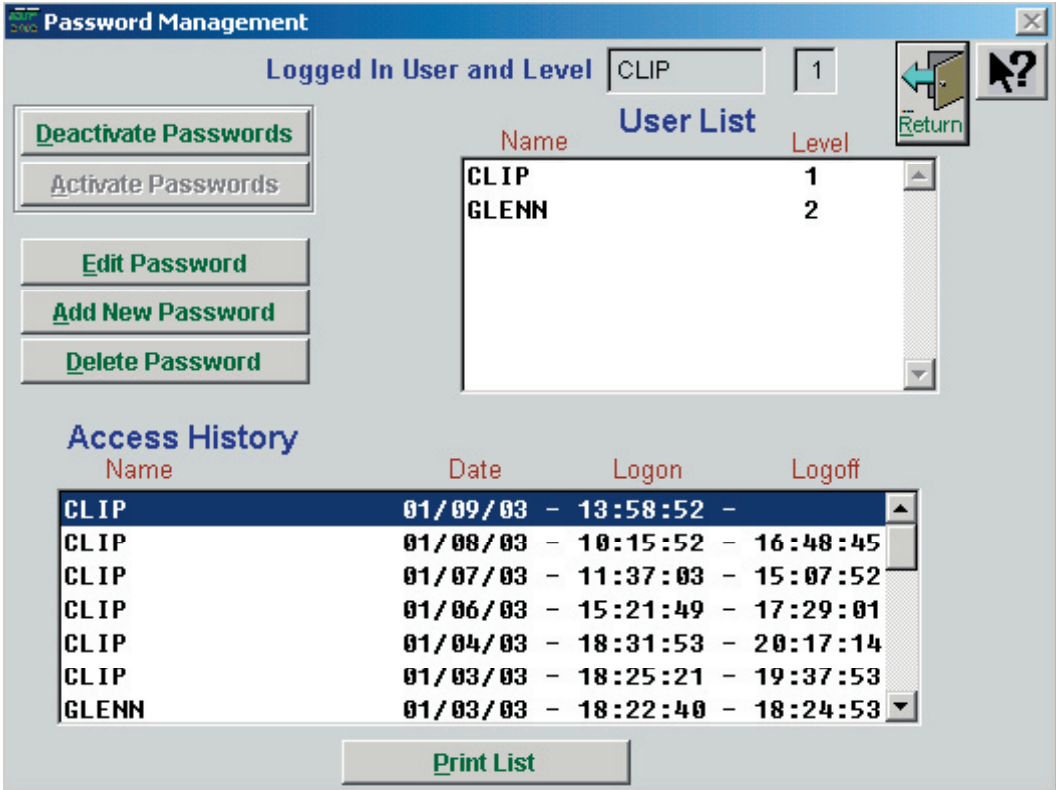 Password Management
Logged In User and Level CLIP 1
Return
Deactivate Passwords
Activate Passwords
Edit Password
Add New Password
Delete Password
User List
Name Level
CLIP 1
GLENN 2
Access History
Name Date Logon Logoff
CLIP 01/09/03 - 13:58:52 -
CLIP 01/08/03 - 10:15:52 - 16:48:45
CLIP 01/07/03 - 11:37:03 - 15:07:52
CLIP 01/06/03 - 15:21:49 - 17:29:01
CLIP 01/04/03 - 18:31:53 - 20:17:14
CLIP 01/03/03 - 18:25:21 - 19:37:53
GLENN 01/03/03 - 18:22:40 - 18:24:53
Print List